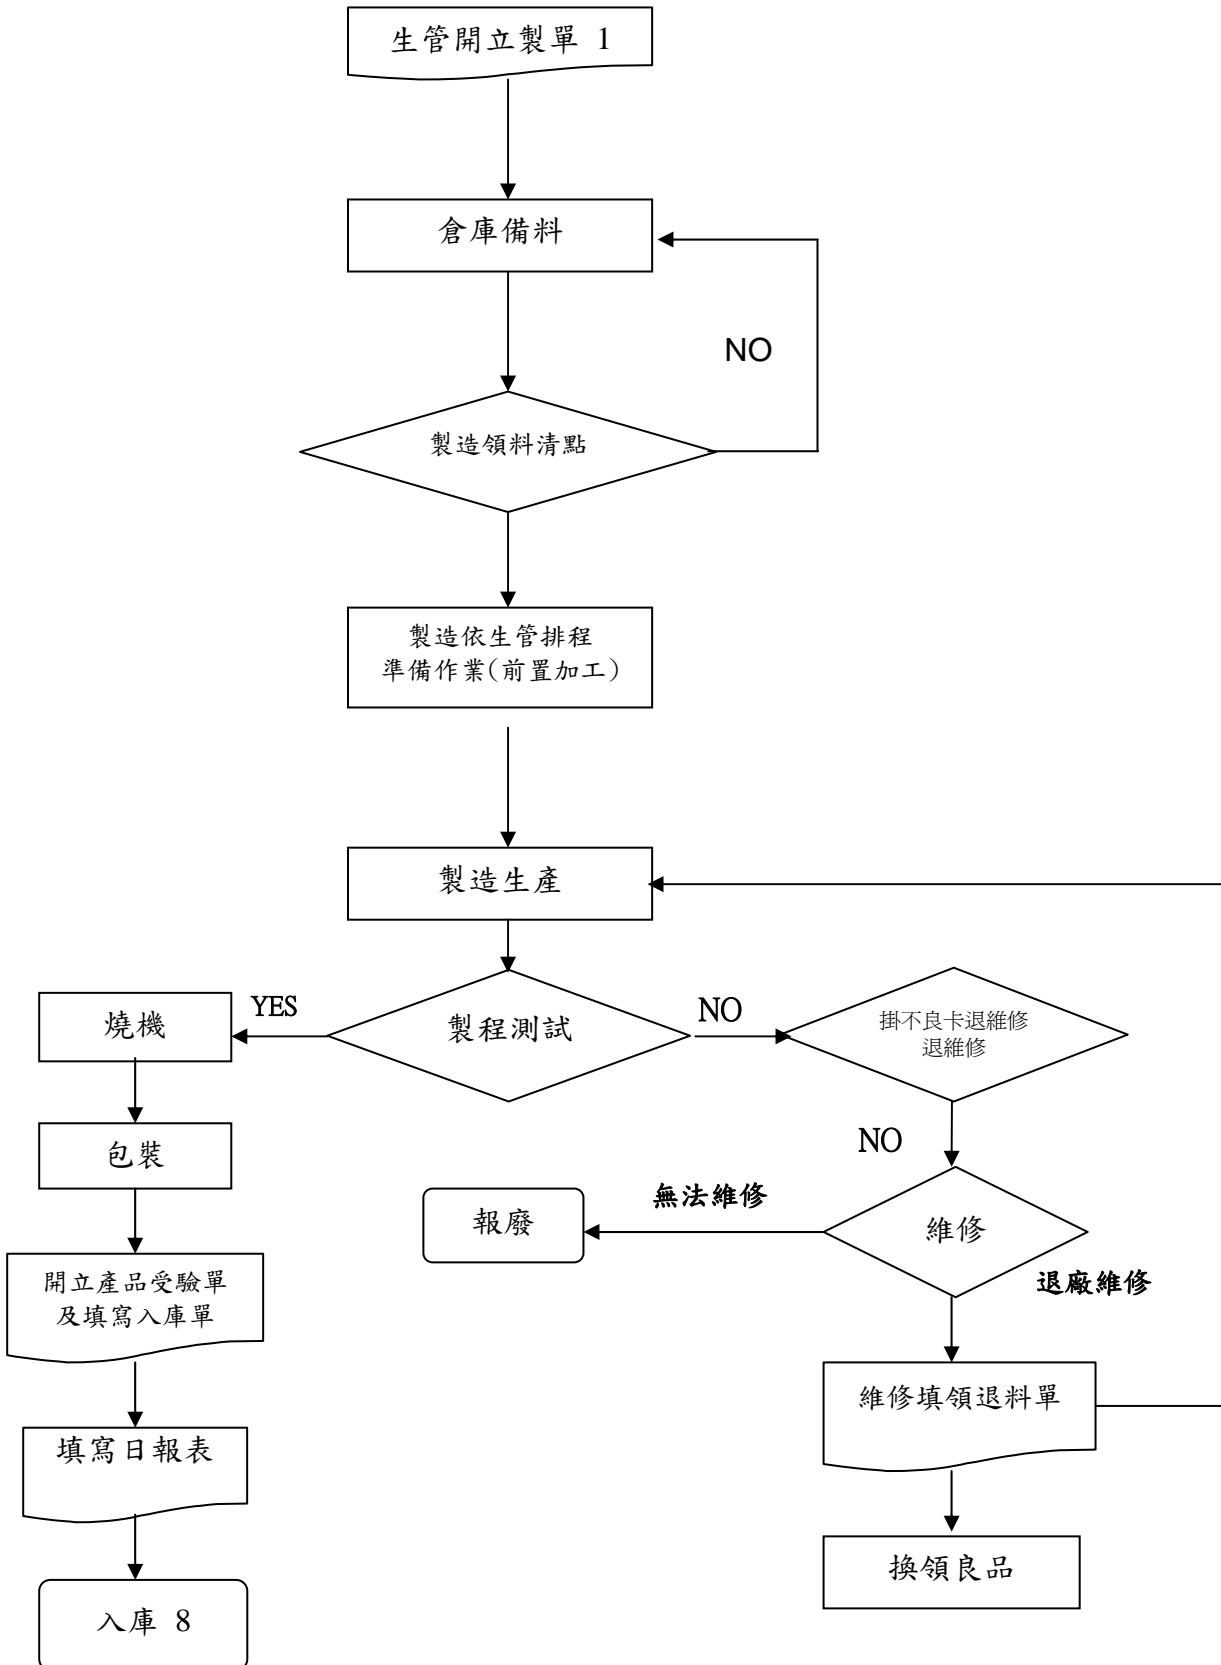 生管開立製單 1
倉庫備料
NO
製造領料清點
製造依生管排程
準備作業(前置加工)
製造生產
YES
燒機
製程測試
NO
掛不良卡退維修
退維修
包裝
NO
無法維修
報廢
維修
退廠維修
開立產品受驗單
及填寫入庫單
維修填領退料單
填寫日報表
換領良品
入庫 8